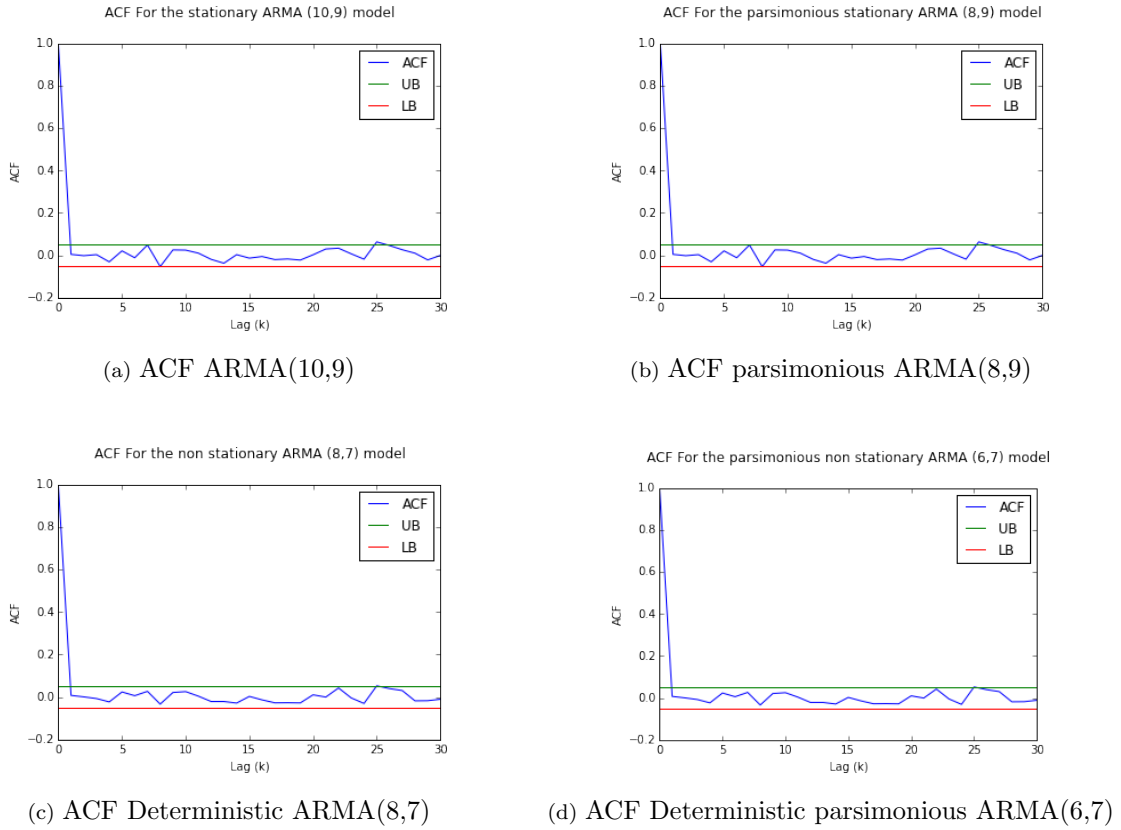 ACF For the stationary ARMA (10,9) model
1.0
0.8
0.6
0.4
0.2
0.0
−0.2
ACF
0
5
10
15
20
25
30
Lag (k)
ACF
UB
LB
(a) ACF ARMA(10,9)
ACF For the parsimonious stationary ARMA (8,9) model
1.0
0.8
0.6
0.4
0.2
0.0
−0.2
ACF
0
5
10
15
20
25
30
Lag (k)
ACF
UB
LB
(b) ACF parsimonious ARMA(8,9)
ACF For the non stationary ARMA (8,7) model
1.0
0.8
0.6
0.4
0.2
0.0
−0.2
ACF
0
5
10
15
20
25
30
Lag (k)
ACF
UB
LB
(c) ACF Deterministic ARMA(8,7)
ACF For the parsimonious non stationary ARMA (6,7) model
1.0
0.8
0.6
0.4
0.2
0.0
−0.2
ACF
0
5
10
15
20
25
30
Lag (k)
ACF
UB
LB
(d) ACF Deterministic parsimonious ARMA(6,7)